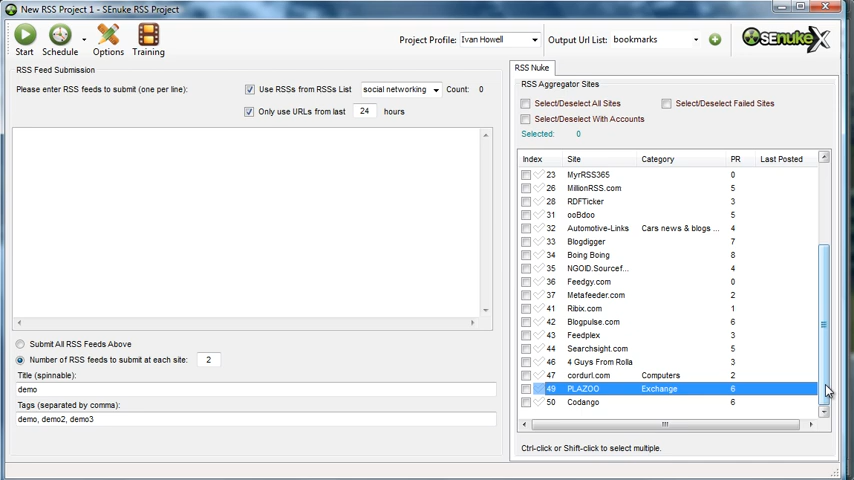 New RSS Project 1 - SEnuke RSS Project
Start Schedule Options Training
Project Profile: Ivan Howell Output Url List: bookmarks
SENUKEX
RSS Feed Submission
Please enter RSS feeds to submit (one per line): Use RSSs from RSSs List social networking Count: 0
Only use URLs from last 24 hours
Submit All RSS Feeds Above
Number of RSS feeds to submit at each site: 2
Title (spinnable):
demo
Tags (separated by comma):
demo, demo2, demo3
RSS Nuke
RSS Aggregator Sites
Select/Deselect All Sites Select/Deselect Failed Sites
Select/Deselect With Accounts
Selected: 0
Index Site Category PR Last Posted
23 MyrRSS365 0
26 MillionRSS.com 5
28 RDFTicker 3
31 ooBdoo 5
32 Automotive-Links Cars news & blogs ... 4
33 Blogdigger 7
34 Boing Boing 8
35 NGOID.Sourcef... 4
36 Feedgy.com 0
37 Metafeeder.com 2
41 Ribix.com 1
42 Blogpulse.com 6
43 Feedplex 3
44 Searchsight.com 5
46 4 Guys From Rolla 3
47 cordurl.com Computers 2
49 PLAZOO Exchange 6
50 Codango 6
Ctrl-click or Shift-click to select multiple.